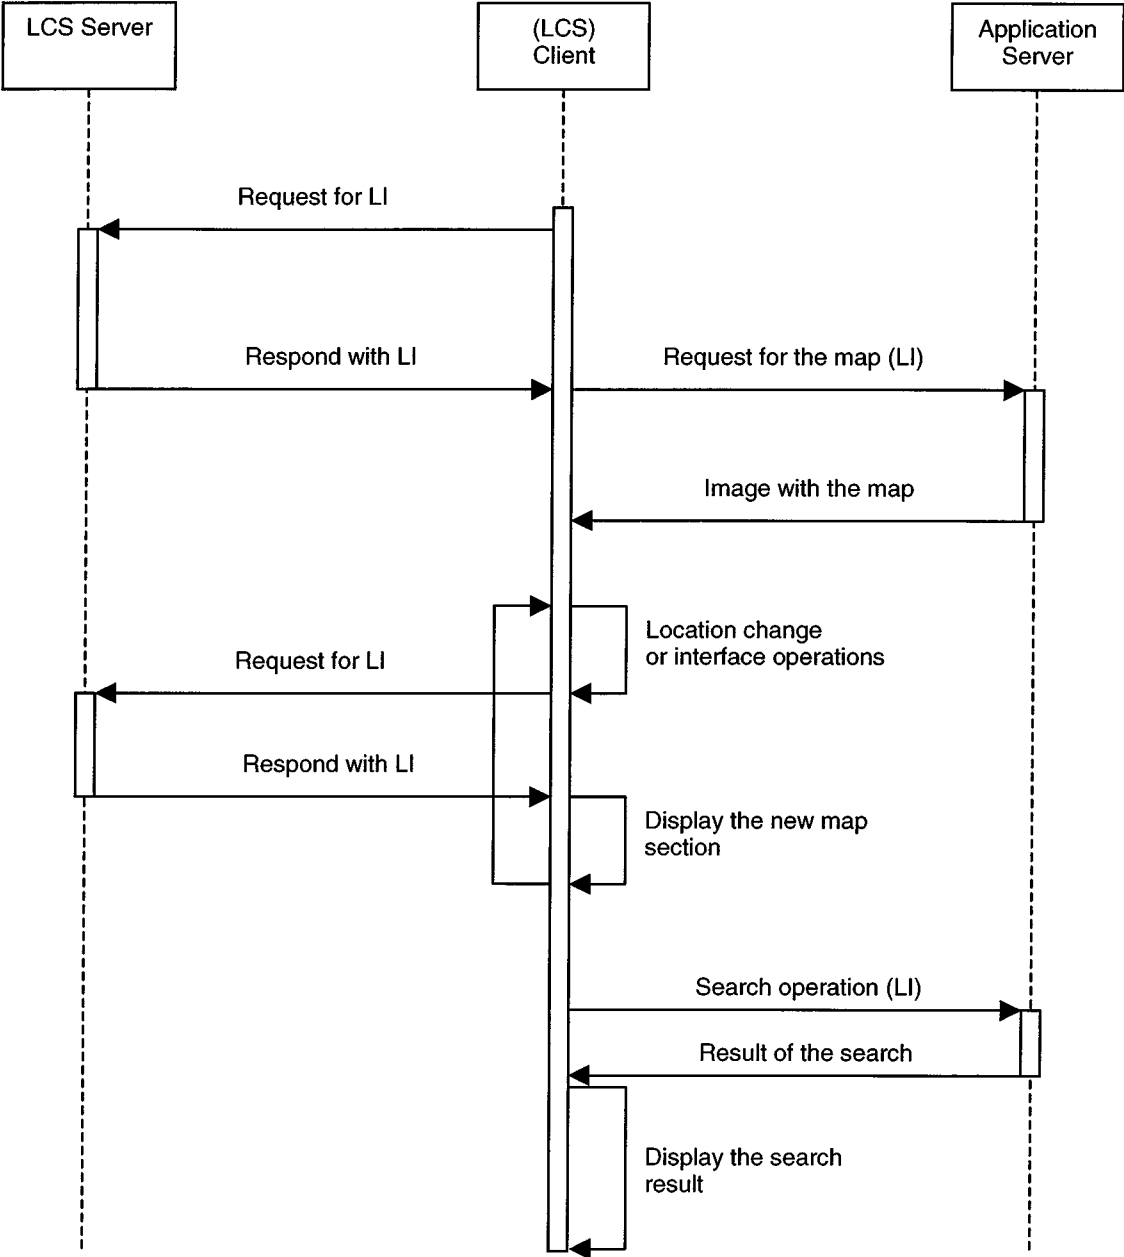 LCS Server
(LCS)
Client
Application
Server
Request for LI
Respond with LI
Request for the map (LI)
Image with the map
Location change
or interface operations
Request for LI
Respond with LI
Display the new map
section
Search operation (LI)
Result of the search
Display the search
result